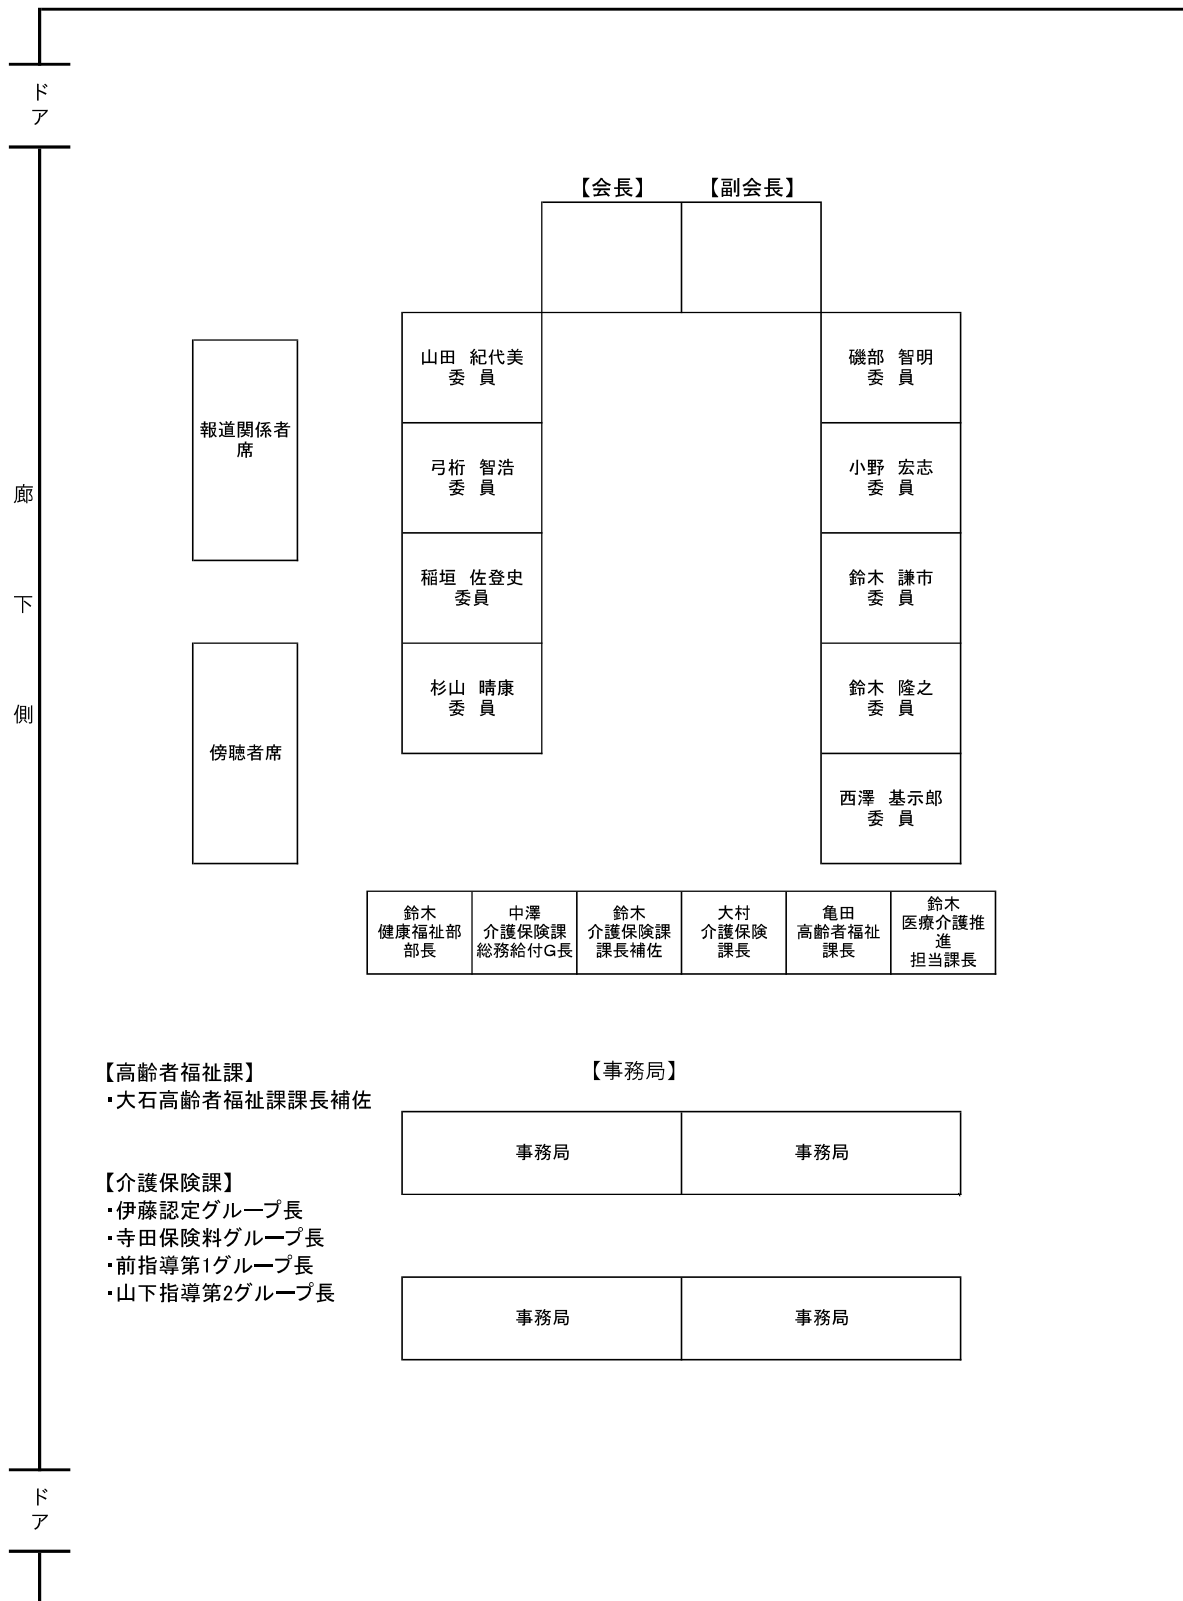 ド
ア
【会長】
【副会長】
山田 紀代美
委 員
磯部 智明
委 員
報道関係者
席
弓桁 智浩
委 員
小野 宏志
委 員
廊
下
側
稲垣 佐登史
委員
鈴木 謙市
委 員
杉山 晴康
委 員
鈴木 隆之
委 員
傍聴者席
西澤 基示郎
委 員
鈴木
健康福祉部
部長
中澤
介護保険課
総務給付G長
鈴木
介護保険課
課長補佐
大村
介護保険
課長
亀田
高齢者福祉
課長
鈴木
医療介護推
進
担当課長
【高齢者福祉課】
・大石高齢者福祉課課長補佐
【事務局】
事務局
事務局
【介護保険課】
・伊藤認定グループ長
・寺田保険料グループ長
・前指導第1グループ長
・山下指導第2グループ長
事務局
事務局
ド
ア